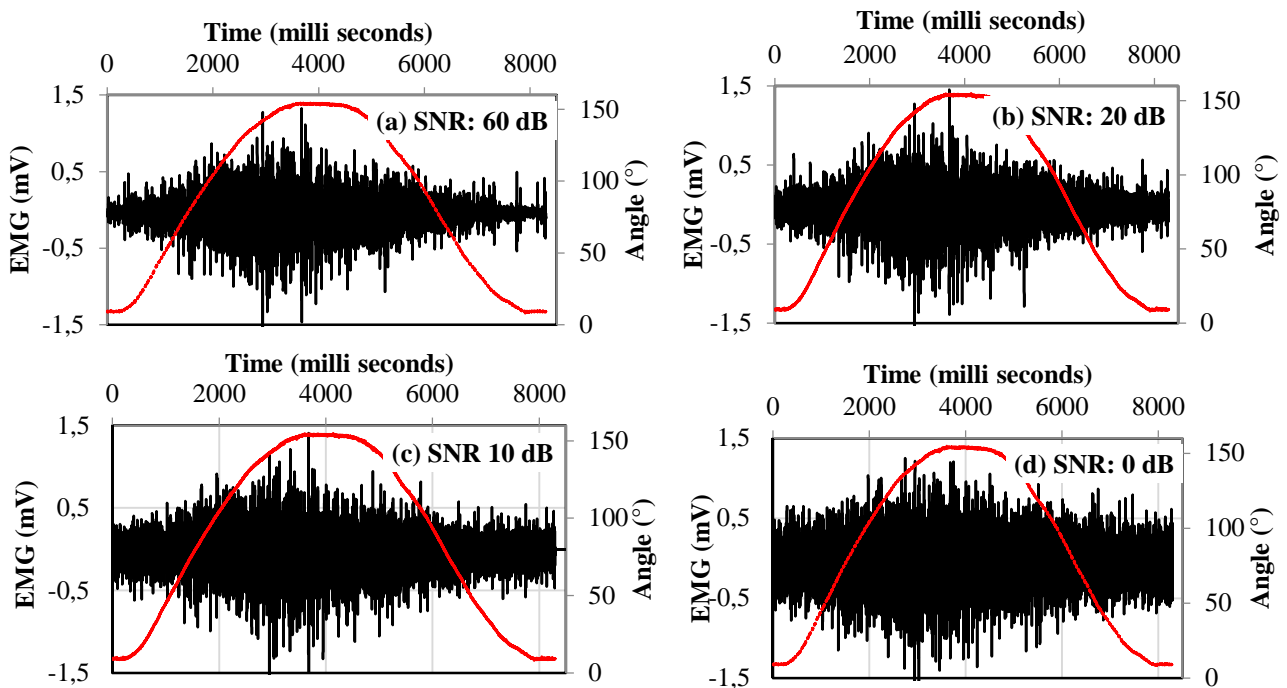 Time (milli seconds)
0 2000 4000 6000 8000
1,5
0,5
-0,5
-1,5
EMG (mV)
(a) SNR: 60 dB
150
100
50
0
Angle (°)
Time (milli seconds)
0 2000 4000 6000 8000
1,5
0,5
-0,5
-1,5
EMG (mV)
(b) SNR: 20 dB
150
100
50
0
Angle (°)
Time (milli seconds)
0 2000 4000 6000 8000
1,5
0,5
-0,5
-1,5
EMG (mV)
(c) SNR 10 dB
150
100
50
0
Angle (°)
Time (milli seconds)
0 2000 4000 6000 8000
1,5
0,5
-0,5
-1,5
EMG (mV)
(d) SNR: 0 dB
150
100
50
0
Angle (°)